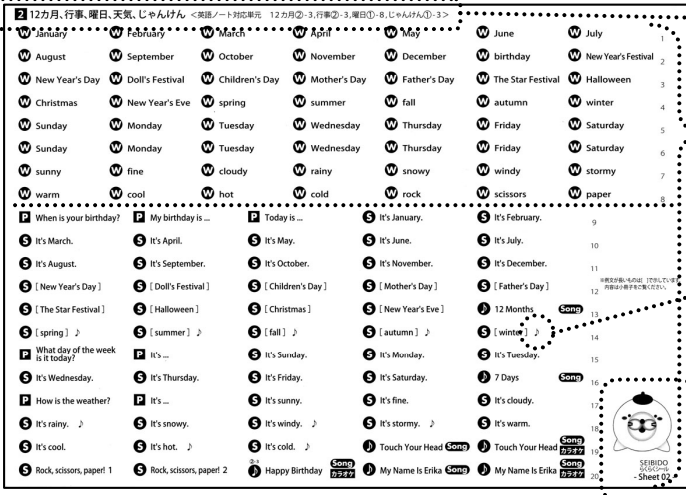 2 12カ月、行事、曜日、天気、じゃんけん <英語ノート対応単元 12カ月②-3,行事②-3,曜日①-8,じゃんけん①-3>
W January W February W March W April W May W June W July 1
W August W September W October W November W December W birthday W New Year's Festival 2
W New Year's Day W Doll's Festival W Children's Day W Mother's Day W Father's Day W The Star Festival W Halloween 3
W Christmas W New Year's Eve W spring W summer W fall W autumn W winter 4
W Sunday W Monday W Tuesday W Wednesday W Thursday W Friday W Saturday 5
W Sunday W Monday W Tuesday W Wednesday W Thursday W Friday W Saturday 6
W sunny W fine W cloudy W rainy W snowy W windy W stormy 7
W warm W cool W hot W cold W rock W scissors W paper 8
P When is your birthday? P My birthday is ... P Today is ... S It's January. S It's February. 9
S It's March. S It's April. S It's May. S It's June. S It's July. 10
S It's August. S It's September. S It's October. S It's November. S It's December. 11
※例文が長いものは[ ]で示しています
内容は小冊子をご覧ください。
S [ New Year's Day ] S [ Doll's Festival ] S [ Children's Day ] S [ Mother's Day ] S [ Father's Day ] 12
S [ The Star Festival ] S [ Halloween ] S [ Christmas ] S [ New Year's Eve ] ♪ 12 Months Song 13
S [ spring ] ♪ S [ summer ] ♪ S [ fall ] ♪ S [ autumn ] ♪ S [ winter ] ♪ 14
P What day of the week is it today? P It's ... S It's Sunday. S It's Monday. S It's Tuesday. 15
S It's Wednesday. S It's Thursday. S It's Friday. S It's Saturday. ♪ 7 Days Song 16
P How is the weather? P It's ... S It's sunny. S It's fine. S It's cloudy. 17
S It's rainy. ♪ S It's snowy. S It's windy. ♪ S It's stormy. ♪ S It's warm. 18
S It's cool. S It's hot. ♪ S It's cold. ♪ ♪ Touch Your Head Song ♪ Touch Your Head Song カラオケ 19
S Rock, scissors, paper! 1 S Rock, scissors, paper! 2 ②-3 ♪ Happy Birthday Song カラオケ ♪ My Name Is Erika Song ♪ My Name Is Erika Song カラオケ 20
SEIBIDO
らくらくシール
- Sheet 02 -